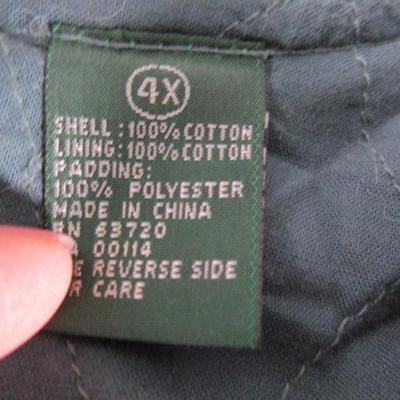 4X
SHELL: 100% COTTON
LINING: 100% COTTON
PADDING:
100% POLYESTER
MADE IN CHINA
RN 63720
A 00114
E REVERSE SIDE
R CARE